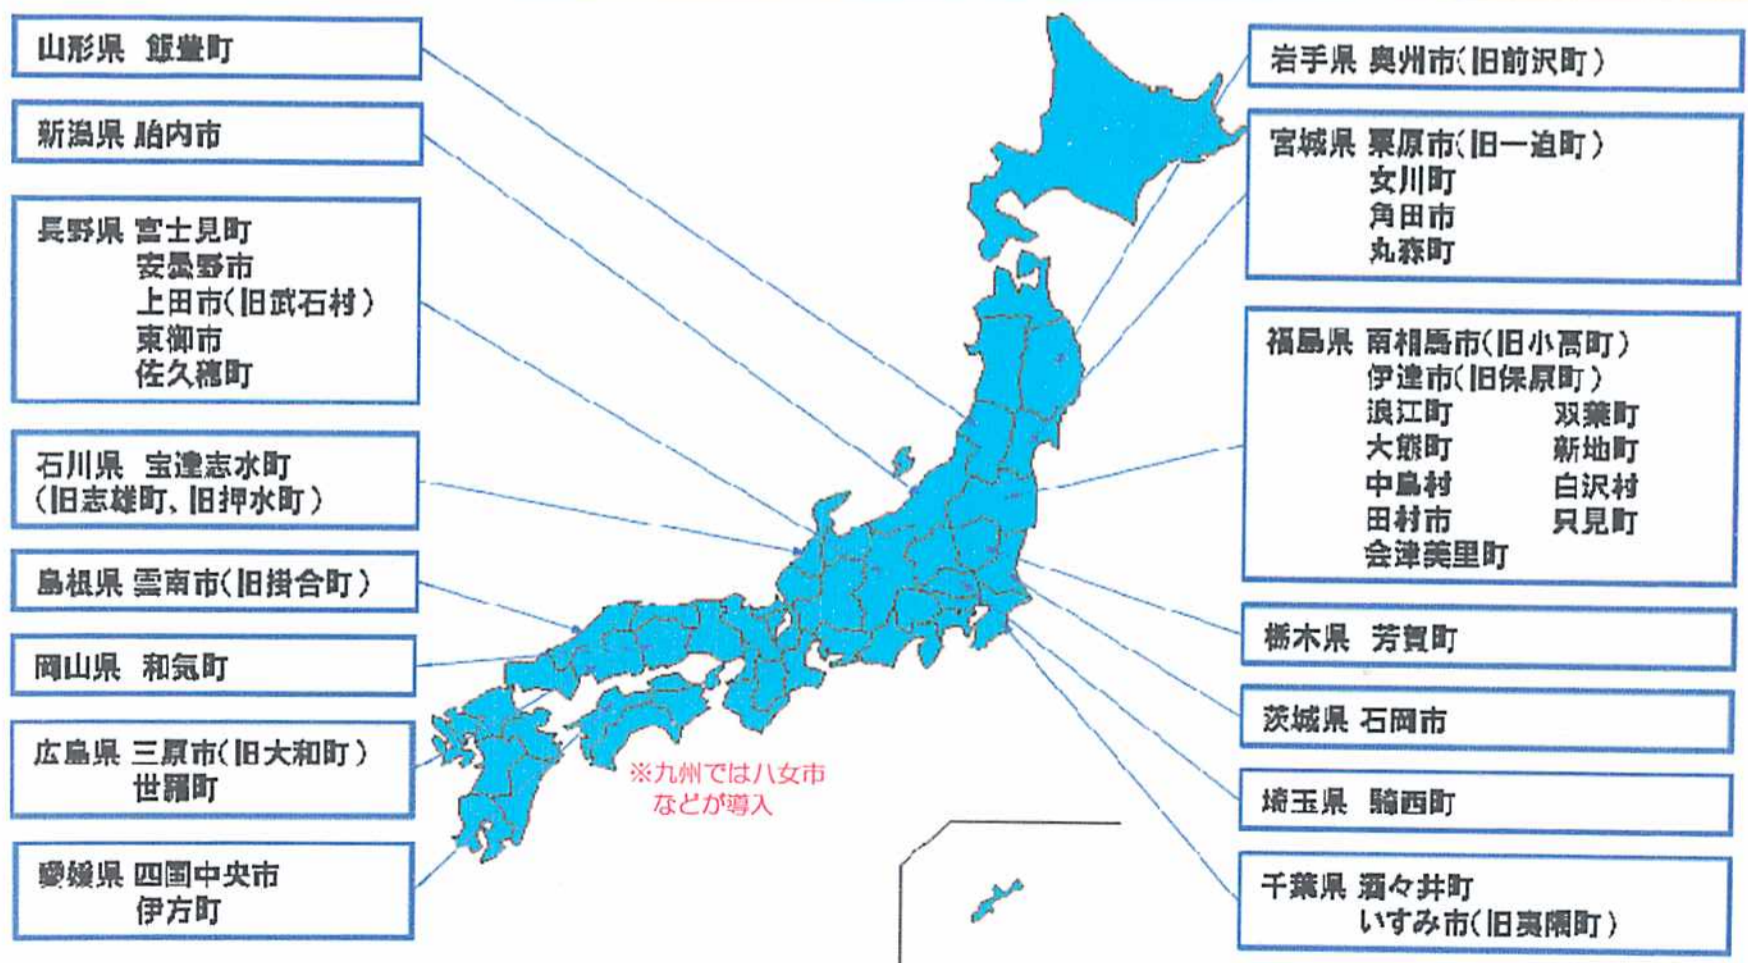 山形県 飯豊町
新潟県 胎内市
長野県 富士見町
安曇野市
上田市(旧武石村)
東御市
佐久穂町
石川県 宝達志水町
(旧志雄町、旧押水町)
島根県 雲南市(旧掛合町)
岡山県 和気町
広島県 三原市(旧大和町)
世羅町
愛媛県 四国中央市
伊方町
※九州では八女市
などが導入
岩手県 奥州市(旧前沢町)
宮城県 栗原市(旧一迫町)
女川町
角田市
丸森町
福島県 南相馬市(旧小高町)
伊達市(旧保原町)
浪江町 双葉町
大熊町 新地町
中島村 白沢村
田村市 只見町
会津美里町
栃木県 芳賀町
茨城県 石岡市
埼玉県 騎西町
千葉県 酒々井町
いすみ市(旧夷隅町)